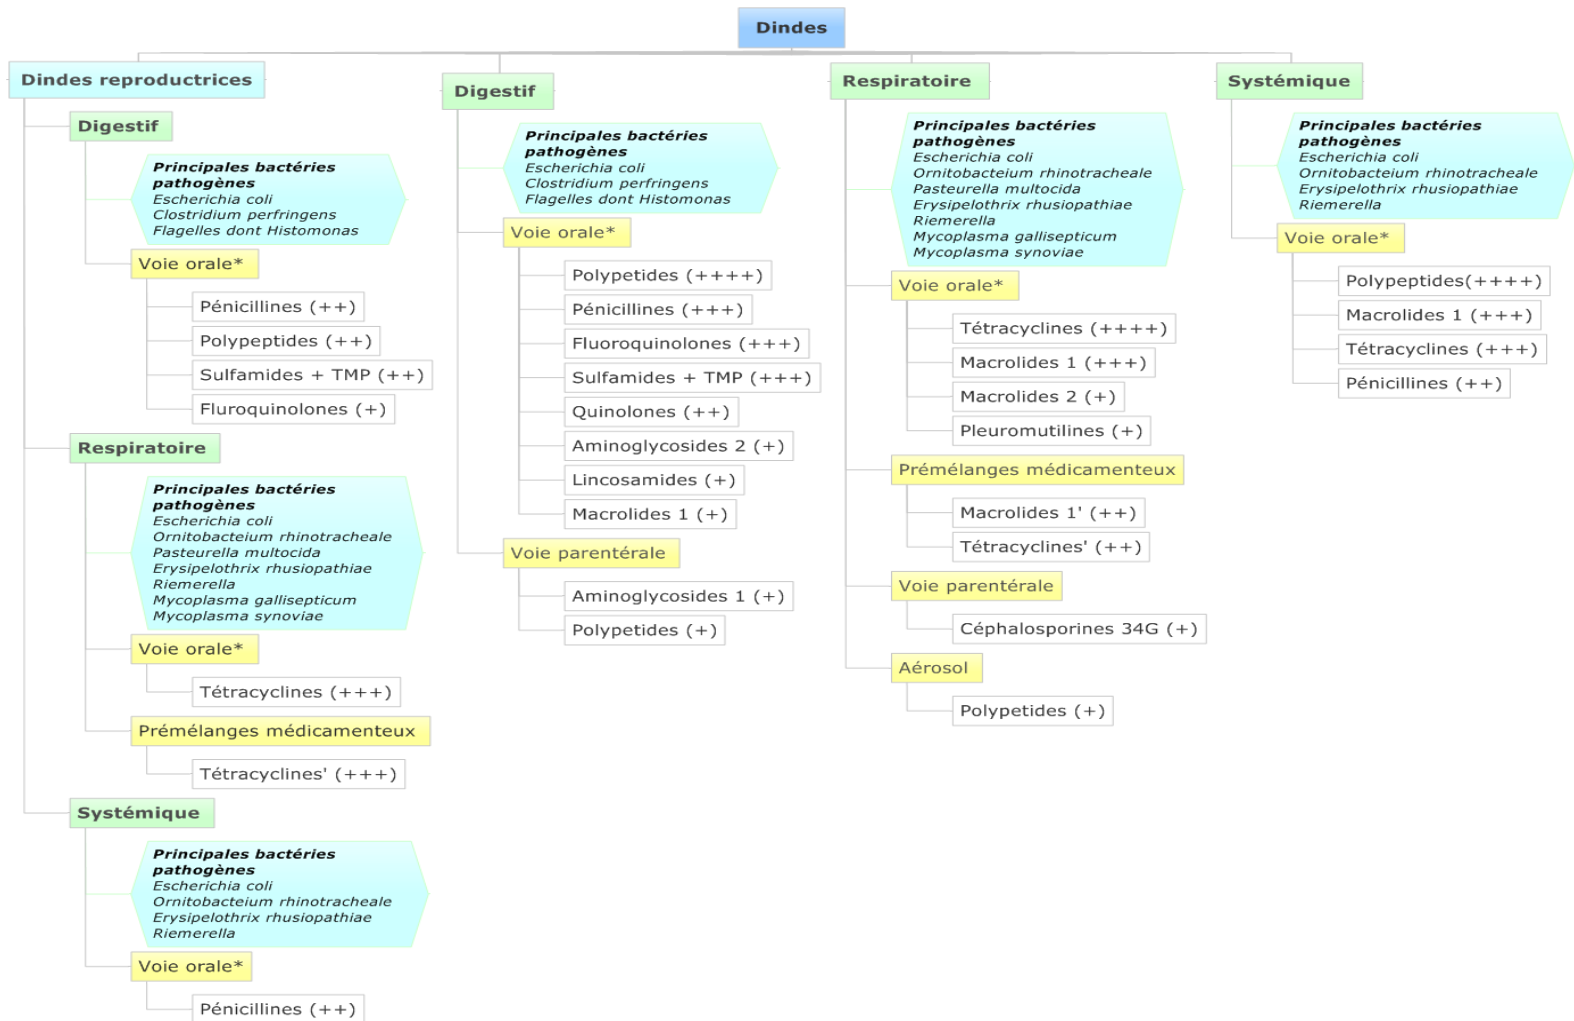 Dindes
Dindes reproductrices
Digestif
Principales bactéries
pathogènes
Escherichia coli
Clostridium perfringens
Flagelles dont Histomonas
Voie orale*
Pénicillines (++)
Polypeptides (++)
Sulfamides + TMP (++)
Fluroquinolones (+)
Respiratoire
Principales bactéries
pathogènes
Escherichia coli
Ornitobacteium rhinotracheale
Pasteurella multocida
Erysipelothrix rhusiopathiae
Riemerella
Mycoplasma gallisepticum
Mycoplasma synoviae
Voie orale*
Tétracyclines (+++)
Prémélanges médicamenteux
Tétracyclines' (+++)
Systémique
Principales bactéries
pathogènes
Escherichia coli
Ornitobacteium rhinotracheale
Erysipelothrix rhusiopathiae
Riemerella
Voie orale*
Pénicillines (++)
Digestif
Principales bactéries
pathogènes
Escherichia coli
Clostridium perfringens
Flagelles dont Histomonas
Voie orale*
Polypetides (++++)
Pénicillines (+++)
Fluoroquinolones (+++)
Sulfamides + TMP (+++)
Quinolones (++)
Aminoglycosides 2 (+)
Lincosamides (+)
Macrolides 1 (+)
Voie parentérale
Aminoglycosides 1 (+)
Polypetides (+)
Respiratoire
Principales bactéries
pathogènes
Escherichia coli
Ornitobacteium rhinotracheale
Pasteurella multocida
Erysipelothrix rhusiopathiae
Riemerella
Mycoplasma gallisepticum
Mycoplasma synoviae
Voie orale*
Tétracyclines (++++)
Macrolides 1 (+++)
Macrolides 2 (+)
Pleuromutilines (+)
Prémélanges médicamenteux
Macrolides 1' (++)
Tétracyclines' (++)
Voie parentérale
Céphalosporines 34G (+)
Aérosol
Polypetides (+)
Systémique
Principales bactéries
pathogènes
Escherichia coli
Ornitobacteium rhinotracheale
Erysipelothrix rhusiopathiae
Riemerella
Voie orale*
Polypeptides(++++)
Macrolides 1 (+++)
Tétracyclines (+++)
Pénicillines (++)